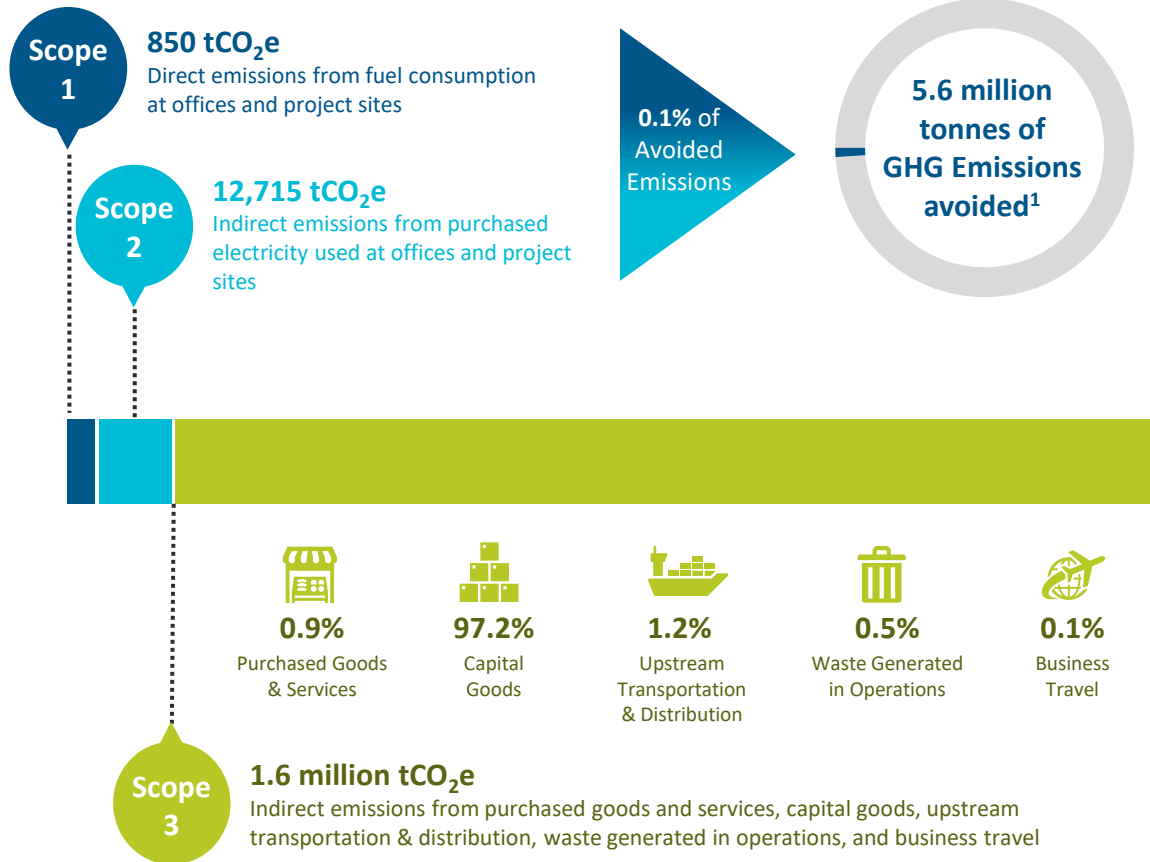 Scope
1
850 tCO₂e
Direct emissions from fuel consumption
at offices and project sites
Scope
2
12,715 tCO₂e
Indirect emissions from purchased
electricity used at offices and project
sites
0.1% of
Avoided
Emissions
5.6 million
tonnes of
GHG Emissions
avoided¹
0.9%
Purchased Goods
& Services
97.2%
Capital
Goods
1.2%
Upstream
Transportation
& Distribution
0.5%
Waste Generated
in Operations
0.1%
Business
Travel
Scope
3
1.6 million tCO₂e
Indirect emissions from purchased goods and services, capital goods, upstream
transportation & distribution, waste generated in operations, and business travel